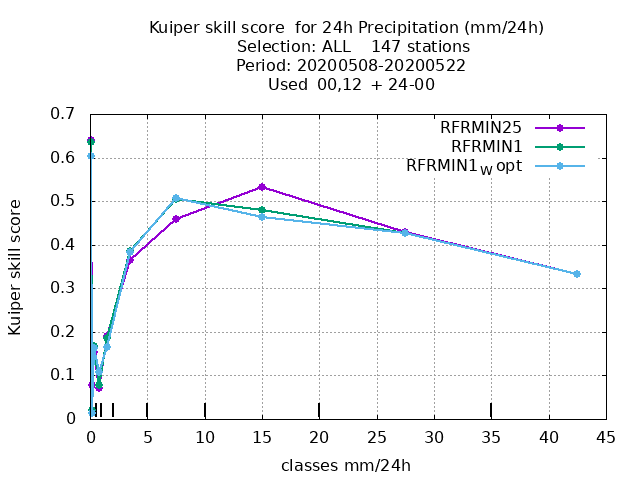 Kuiper skill score  for 24h Precipitation (mm/24h)
Selection: ALL    147 stations
Period: 20200508-20200522
Used  00,12  + 24-00
RFRMIN25
RFRMIN1
RFRMIN1w opt
Kuiper skill score
0.7
0.6
0.5
0.4
0.3
0.2
0.1
0
0 5 10 15 20 25 30 35 40 45
classes mm/24h